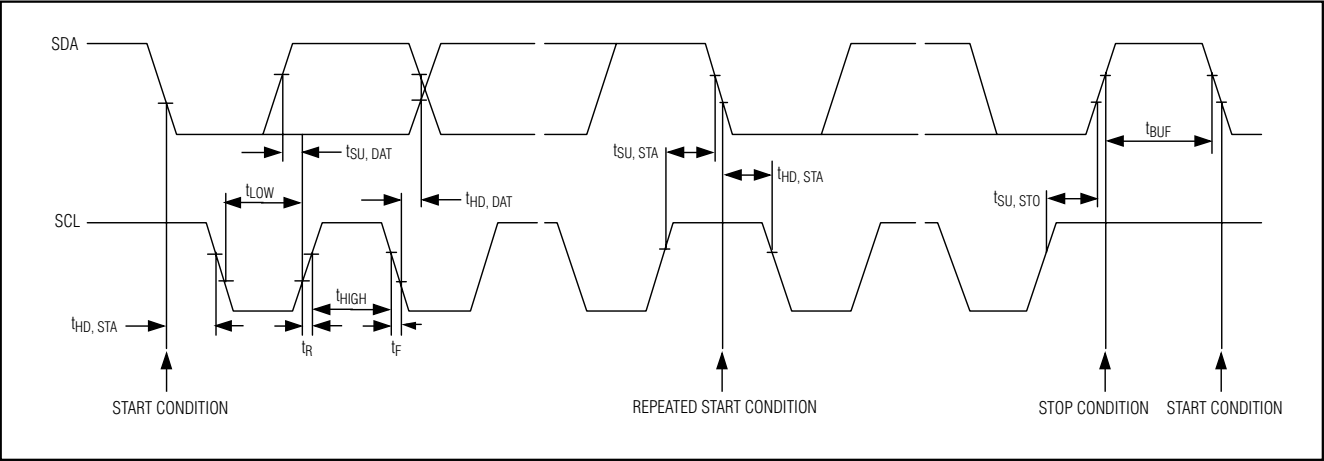 SDA
tSU, DAT
tHD, DAT
tSU, STA
tHD, STA
tBUF
tSU, STO
tLOW
SCL
tHIGH
tHD, STA
tR
tF
START CONDITION
REPEATED START CONDITION
STOP CONDITION
START CONDITION